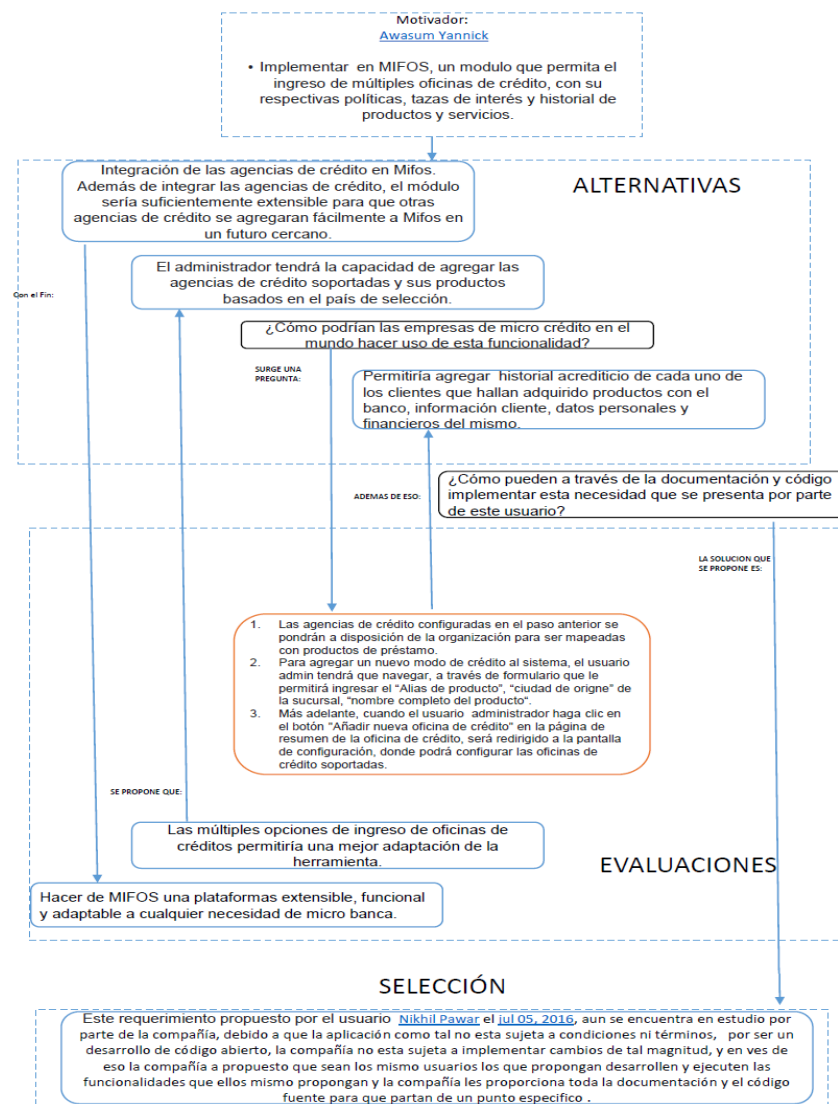 Motivador:
Awasum Yannick
• Implementar en MIFOS, un modulo que permita el
ingreso de múltiples oficinas de crédito, con su
respectivas políticas, tazas de interés y historial de
productos y servicios.
ALTERNATIVAS
Integración de las agencias de crédito en Mifos.
Además de integrar las agencias de crédito, el módulo
sería suficientemente extensible para que otras
agencias de crédito se agregaran fácilmente a Mifos en
un futuro cercano.
El administrador tendrá la capacidad de agregar las
agencias de crédito soportadas y sus productos
basados en el país de selección.
Con el Fin:
¿Cómo podrían las empresas de micro crédito en el
mundo hacer uso de esta funcionalidad?
SURGE UNA
PREGUNTA:
Permitiría agregar historial acrediticio de cada uno de
los clientes que hallan adquirido productos con el
banco, información cliente, datos personales y
financieros del mismo.
¿Cómo pueden a través de la documentación y código
implementar esta necesidad que se presenta por parte
de este usuario?
ADEMAS DE ESO:
LA SOLUCION QUE
SE PROPONE ES:
1. Las agencias de crédito configuradas en el paso anterior se
pondrán a disposición de la organización para ser mapeadas
con productos de préstamo.
2. Para agregar un nuevo modo de crédito al sistema, el usuario
admin tendrá que navegar, a través de formulario que le
permitirá ingresar el “Alias de producto”, “ciudad de origne” de
la sucursal, “nombre completo del producto“.
3. Más adelante, cuando el usuario administrador haga clic en
el botón "Añadir nueva oficina de crédito" en la página de
resumen de la oficina de crédito, será redirigido a la pantalla
de configuración, donde podrá configurar las oficinas de
crédito soportadas.
SE PROPONE QUE:
Las múltiples opciones de ingreso de oficinas de
créditos permitiría una mejor adaptación de la
herramienta.
EVALUACIONES
Hacer de MIFOS una plataformas extensible, funcional
y adaptable a cualquier necesidad de micro banca.
SELECCIÓN
Este requerimiento propuesto por el usuario Nikhil Pawar el jul 05, 2016, aun se encuentra en estudio por
parte de la compañía, debido a que la aplicación como tal no esta sujeta a condiciones ni términos, por ser un
desarrollo de código abierto, la compañía no esta sujeta a implementar cambios de tal magnitud, y en ves de
eso la compañía a propuesto que sean los mismo usuarios los que propongan desarrollen y ejecuten las
funcionalidades que ellos mismo propongan y la compañía les proporciona toda la documentación y el código
fuente para que partan de un punto especifico .